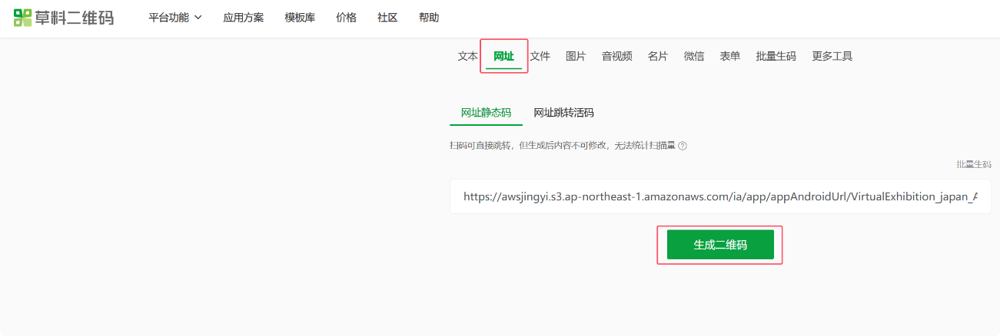 草料二维码 平台功能 应用方案 模板库 价格 社区 帮助
文本 网址 文件 图片 音视频 名片 微信 表单 批量生码 更多工具
网址静态码 网址跳转活码
扫码可直接跳转，但生成后内容不可修改，无法统计扫描量 ?
批量生码
https://awsjingyi.s3.ap-northeast-1.amazonaws.com/ia/app/appAndroidUrl/VirtualExhibition_japan_A
生成二维码